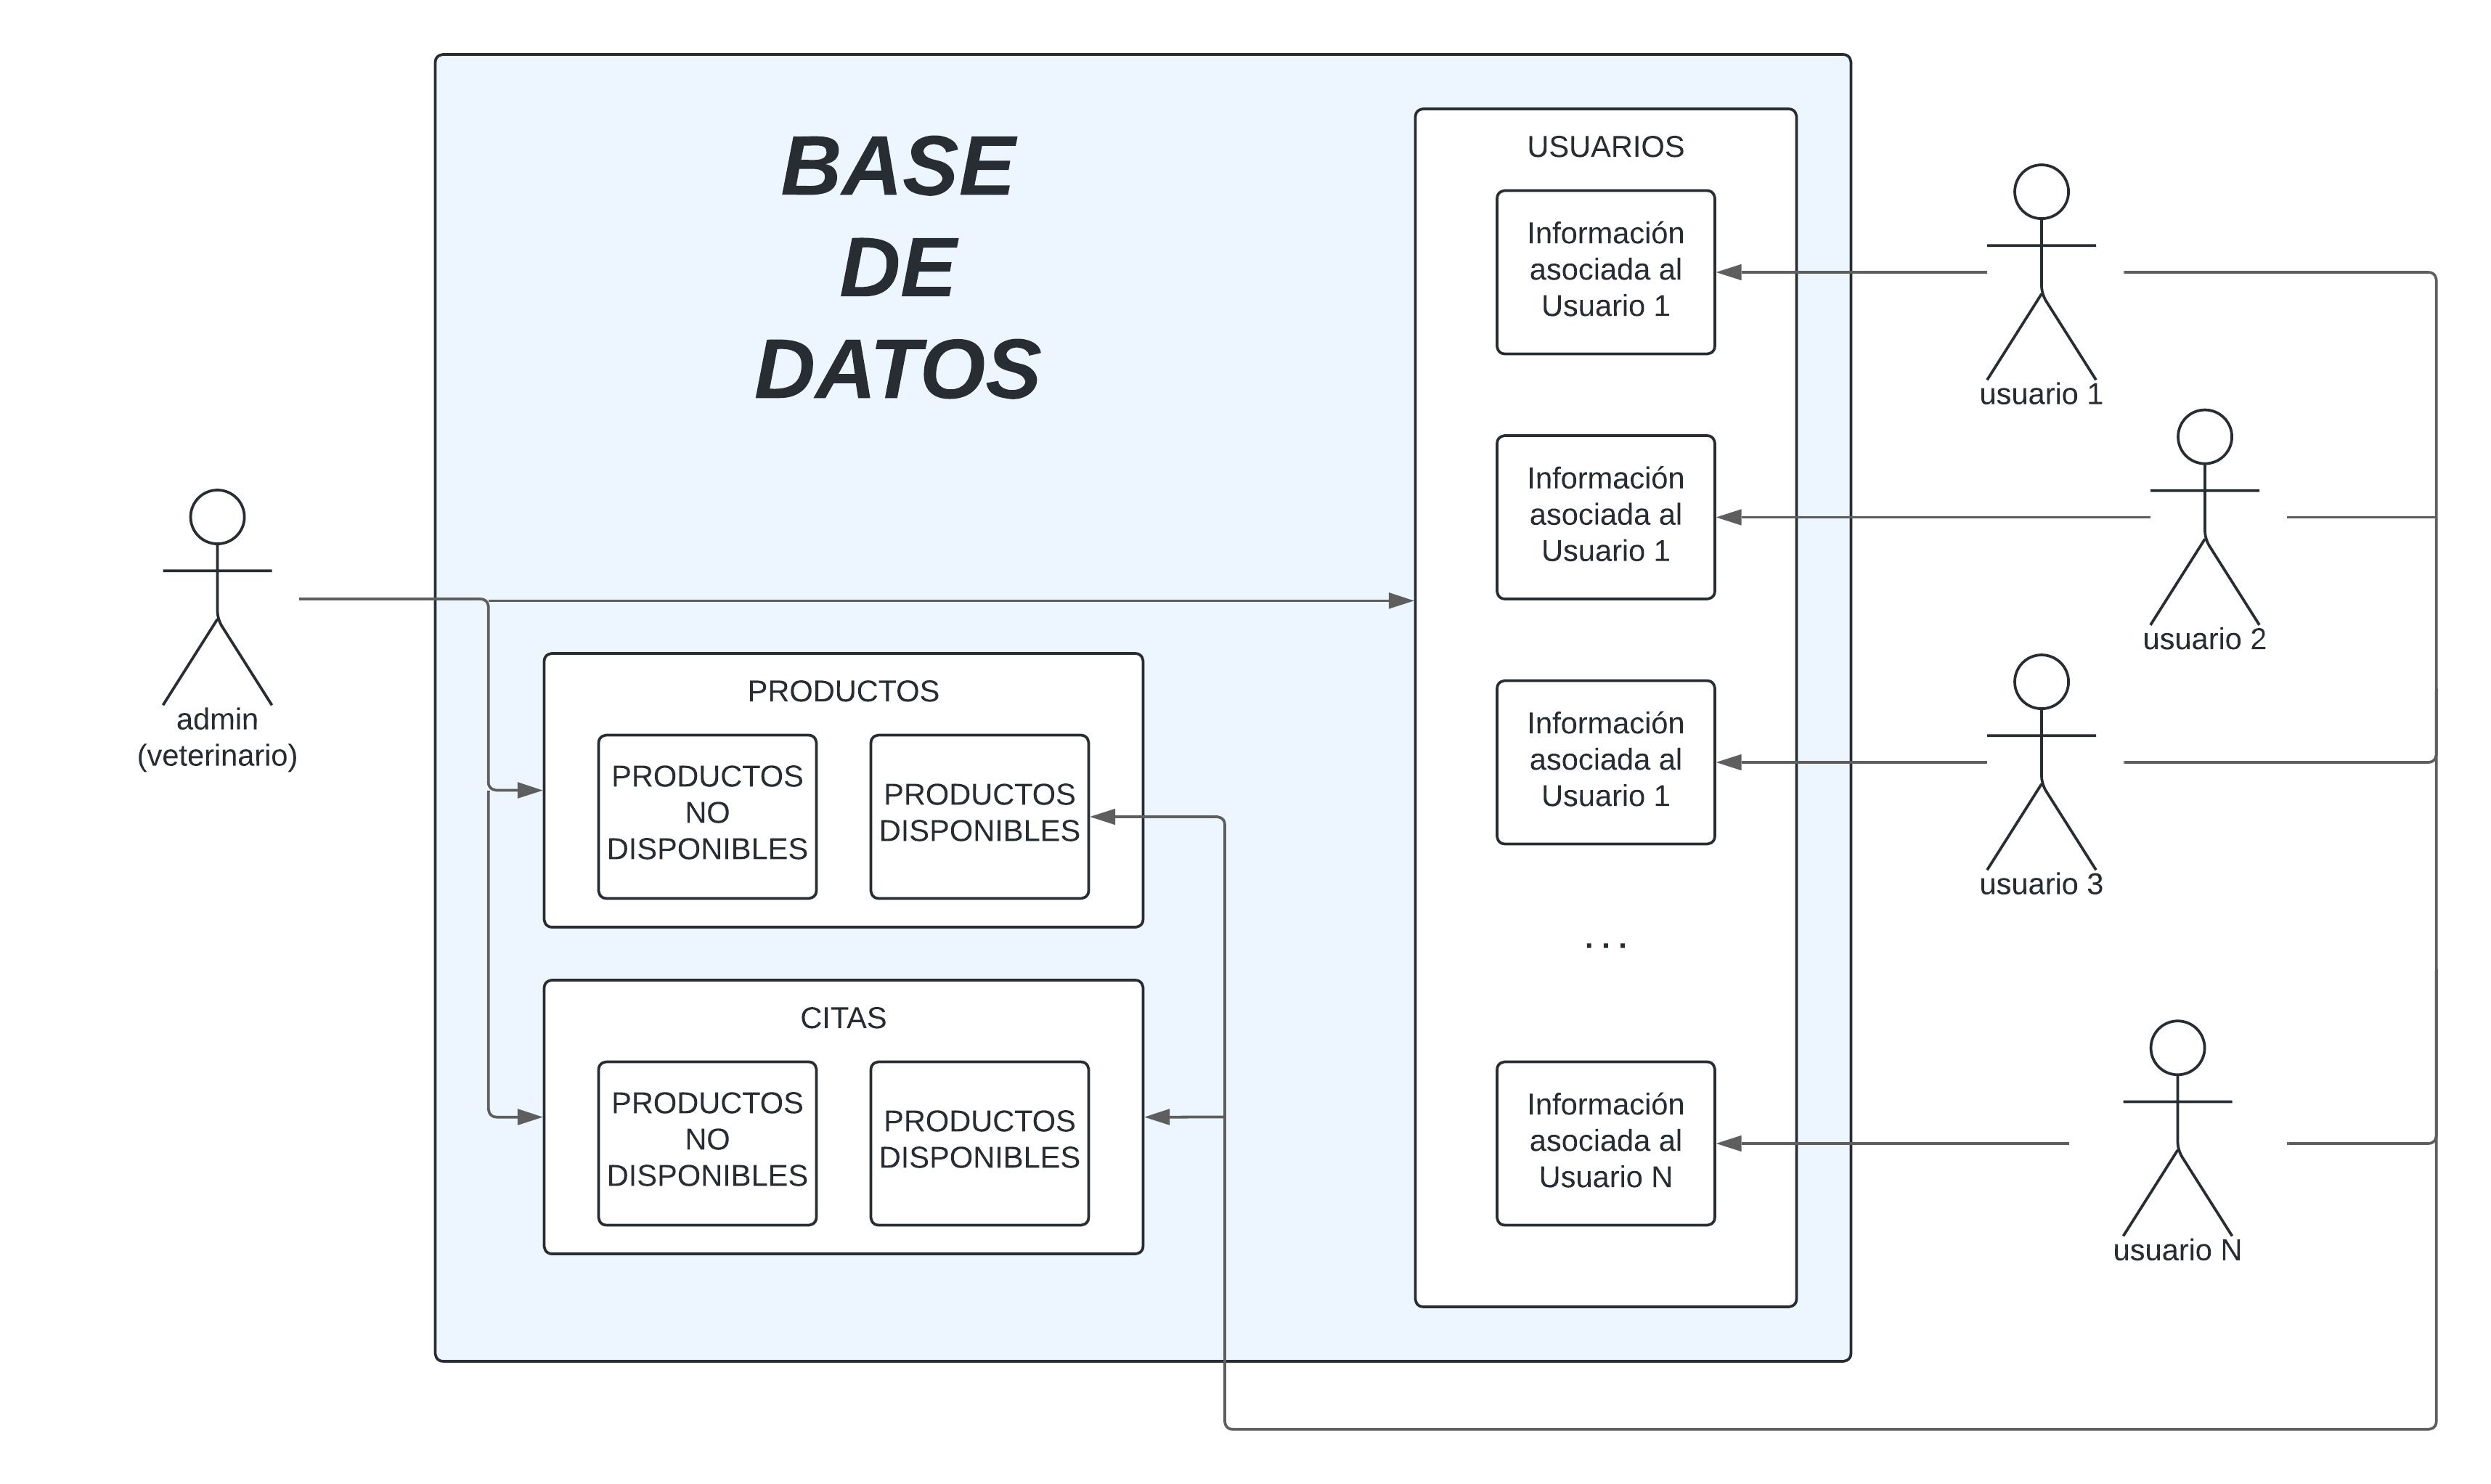 BASE
DE
DATOS
USUARIOS
Información
asociada al
Usuario 1
usuario 1
Información
asociada al
Usuario 1
usuario 2
admin
(veterinario)
PRODUCTOS
PRODUCTOS
NO
DISPONIBLES
PRODUCTOS
DISPONIBLES
Información
asociada al
Usuario 1
usuario 3
...
CITAS
PRODUCTOS
NO
DISPONIBLES
PRODUCTOS
DISPONIBLES
Información
asociada al
Usuario N
usuario N